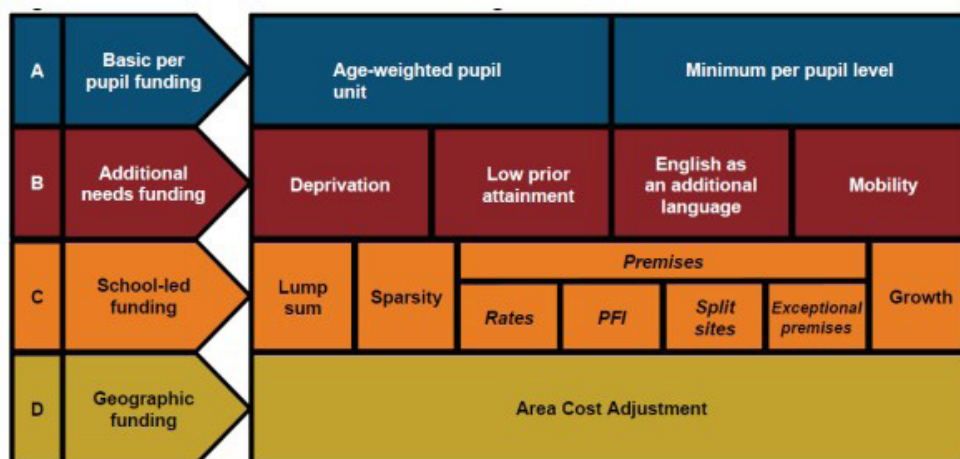 A
Basic per
pupil funding
Age-weighted pupil
unit
Minimum per pupil level
B
Additional
needs funding
Deprivation
Low prior
attainment
English as
an additional
language
Mobility
C
School-led
funding
Lump
sum
Sparsity
Premises
Rates
PFI
Split
sites
Exceptional
premises
Growth
D
Geographic
funding
Area Cost Adjustment